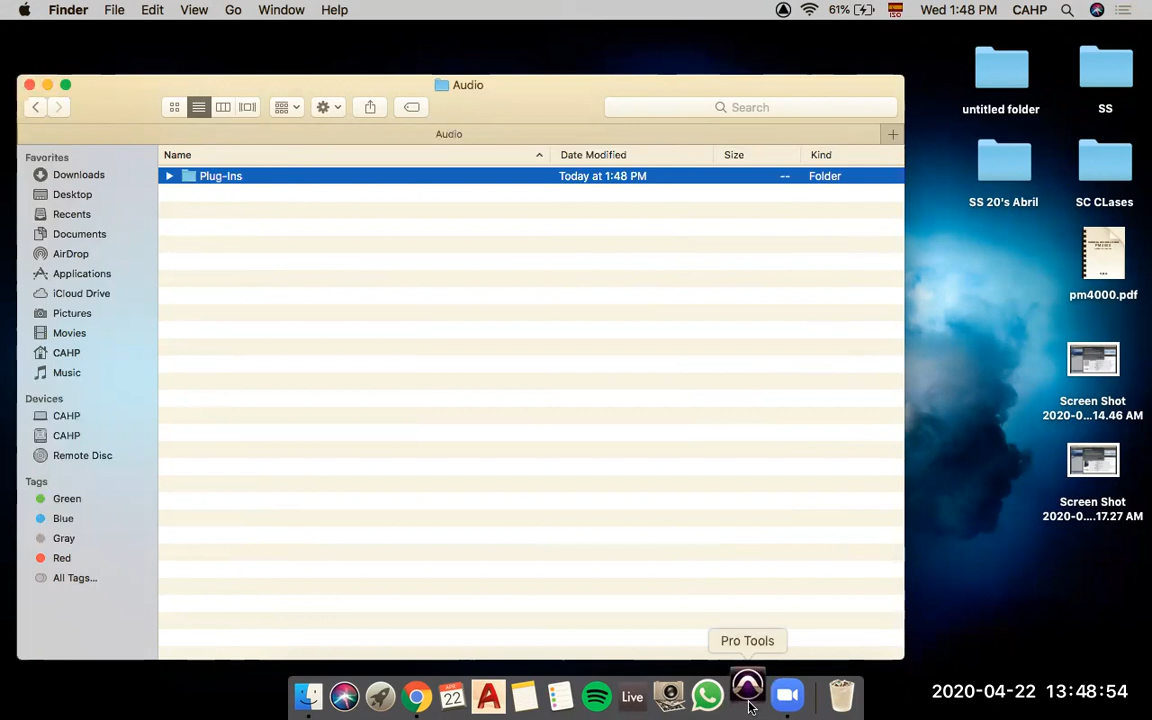 Finder File Edit View Go Window Help 61% ISO Wed 1:48 PM CAHP
Audio
Search
Audio
Name Date Modified Size Kind
Plug-Ins Today at 1:48 PM -- Folder
Favorites
Downloads
Desktop
Recents
Documents
AirDrop
Applications
iCloud Drive
Pictures
Movies
CAHP
Music
Devices
CAHP
CAHP
Remote Disc
Tags
Green
Blue
Gray
Red
All Tags...
untitled folder
SS
SS 20's Abril
SC CLases
PM4000
pm4000.pdf
Screen Shot
2020-0...14.46 AM
Screen Shot
2020-0....17.27 AM
Pro Tools
22
Live
2020-04-22 13:48:54